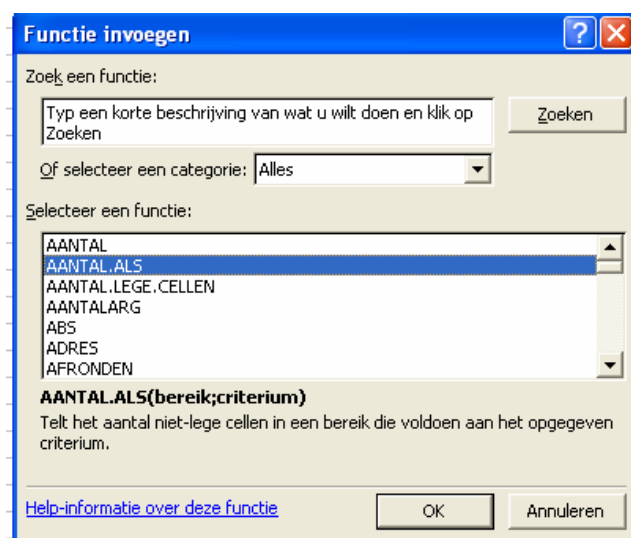 Functie invoegen
Zoek een functie:
Typ een korte beschrijving van wat u wilt doen en klik op
Zoeken
Zoeken
Of selecteer een categorie: Alles
Selecteer een functie:
AANTAL
AANTAL.ALS
AANTAL.LEGE.CELLEN
AANTALARG
ABS
ADRES
AFRONDEN
AANTAL.ALS(bereik;criterium)
Telt het aantal niet-lege cellen in een bereik die voldoen aan het opgegeven
criterium.
Help-informatie over deze functie
OK
Annuleren